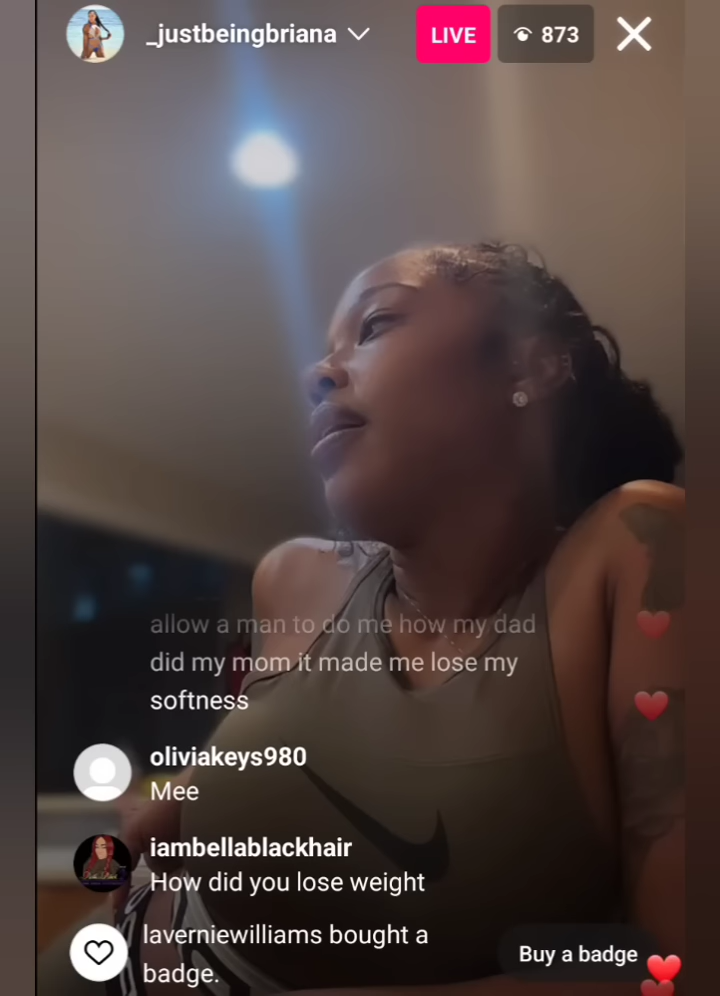 _justbeingbriana
LIVE
873
allow a man to do me how my dad
did my mom it made me lose my
softness
oliviakeys980
Mee
iambellablackhair
How did you lose weight
laverniewilliams bought a
badge.
Buy a badge